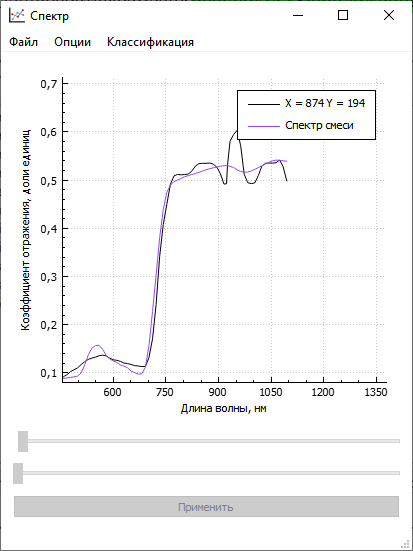 Спектр
Файл Опции Классификация
0,7
0,6
0,5
0,4
0,3
0,2
0,1
Коэффициент отражения, доли единиц
X = 874 Y = 194
Спектр смеси
600 750 900 1050 1200 1350
Длина волны, нм
Применить